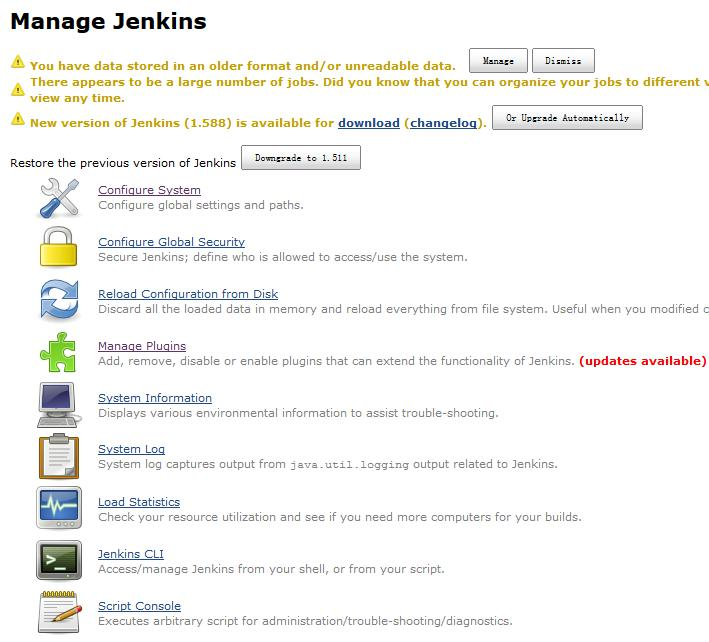 Manage Jenkins
You have data stored in an older format and/or unreadable data. Manage Dismiss
There appears to be a large number of jobs. Did you know that you can organize your jobs to different
view any time.
New version of Jenkins (1.588) is available for download (changelog). Or Upgrade Automatically
Restore the previous version of Jenkins Downgrade to 1.511
Configure System
Configure global settings and paths.
Configure Global Security
Secure Jenkins; define who is allowed to access/use the system.
Reload Configuration from Disk
Discard all the loaded data in memory and reload everything from file system. Useful when you modified
Manage Plugins
Add, remove, disable or enable plugins that can extend the functionality of Jenkins. (updates available)
System Information
Displays various environmental information to assist trouble-shooting.
System Log
System log captures output from java.util.logging output related to Jenkins.
Load Statistics
Check your resource utilization and see if you need more computers for your builds.
Jenkins CLI
Access/manage Jenkins from your shell, or from your script.
Script Console
Executes arbitrary script for administration/trouble-shooting/diagnostics.